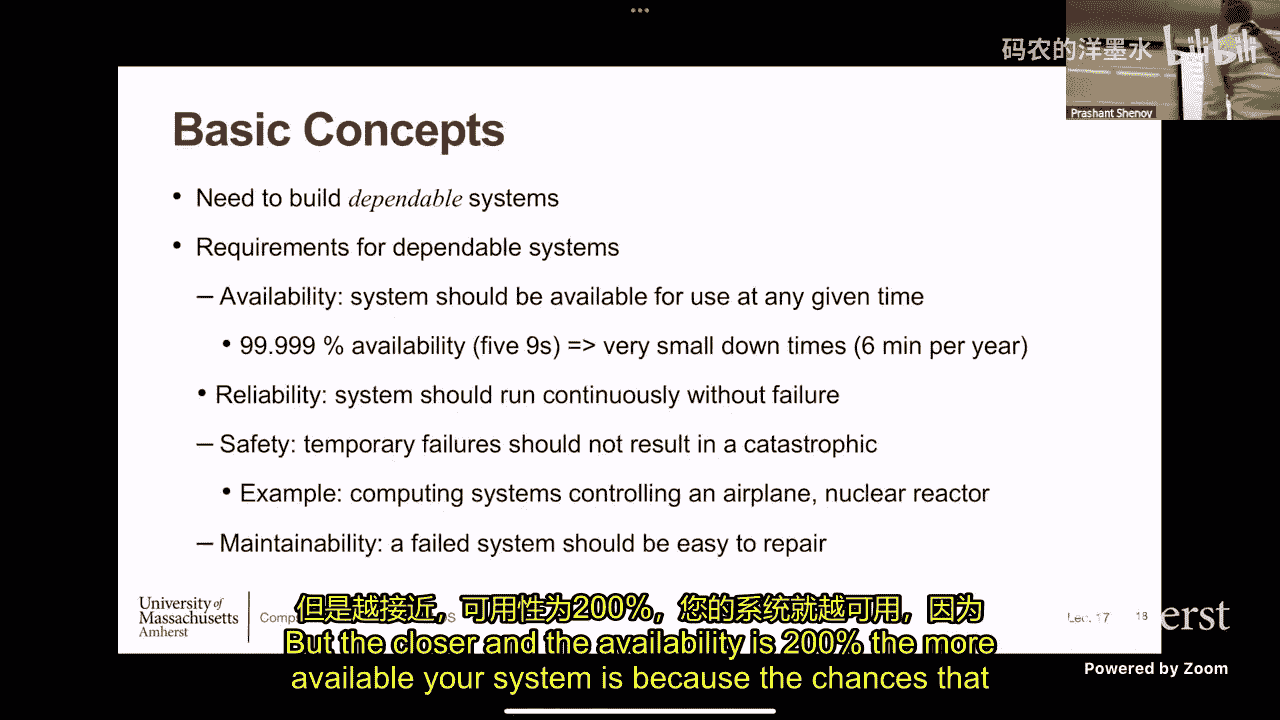 码农的洋墨水 bilibili
Prashant Shenoy
Basic Concepts
• Need to build dependable systems
• Requirements for dependable systems
– Availability: system should be available for use at any given time
• 99.999 % availability (five 9s) => very small down times (6 min per year)
• Reliability: system should run continuously without failure
– Safety: temporary failures should not result in a catastrophic
• Example: computing systems controlling an airplane, nuclear reactor
– Maintainability: a failed system should be easy to repair
University of
Massachusetts
Amherst
Lec. 17
18
erst
但是越接近，可用性为200%，您的系统就越可用，因为
But the closer and the availability is 200% the more
available your system is because the chances that
Powered by Zoom